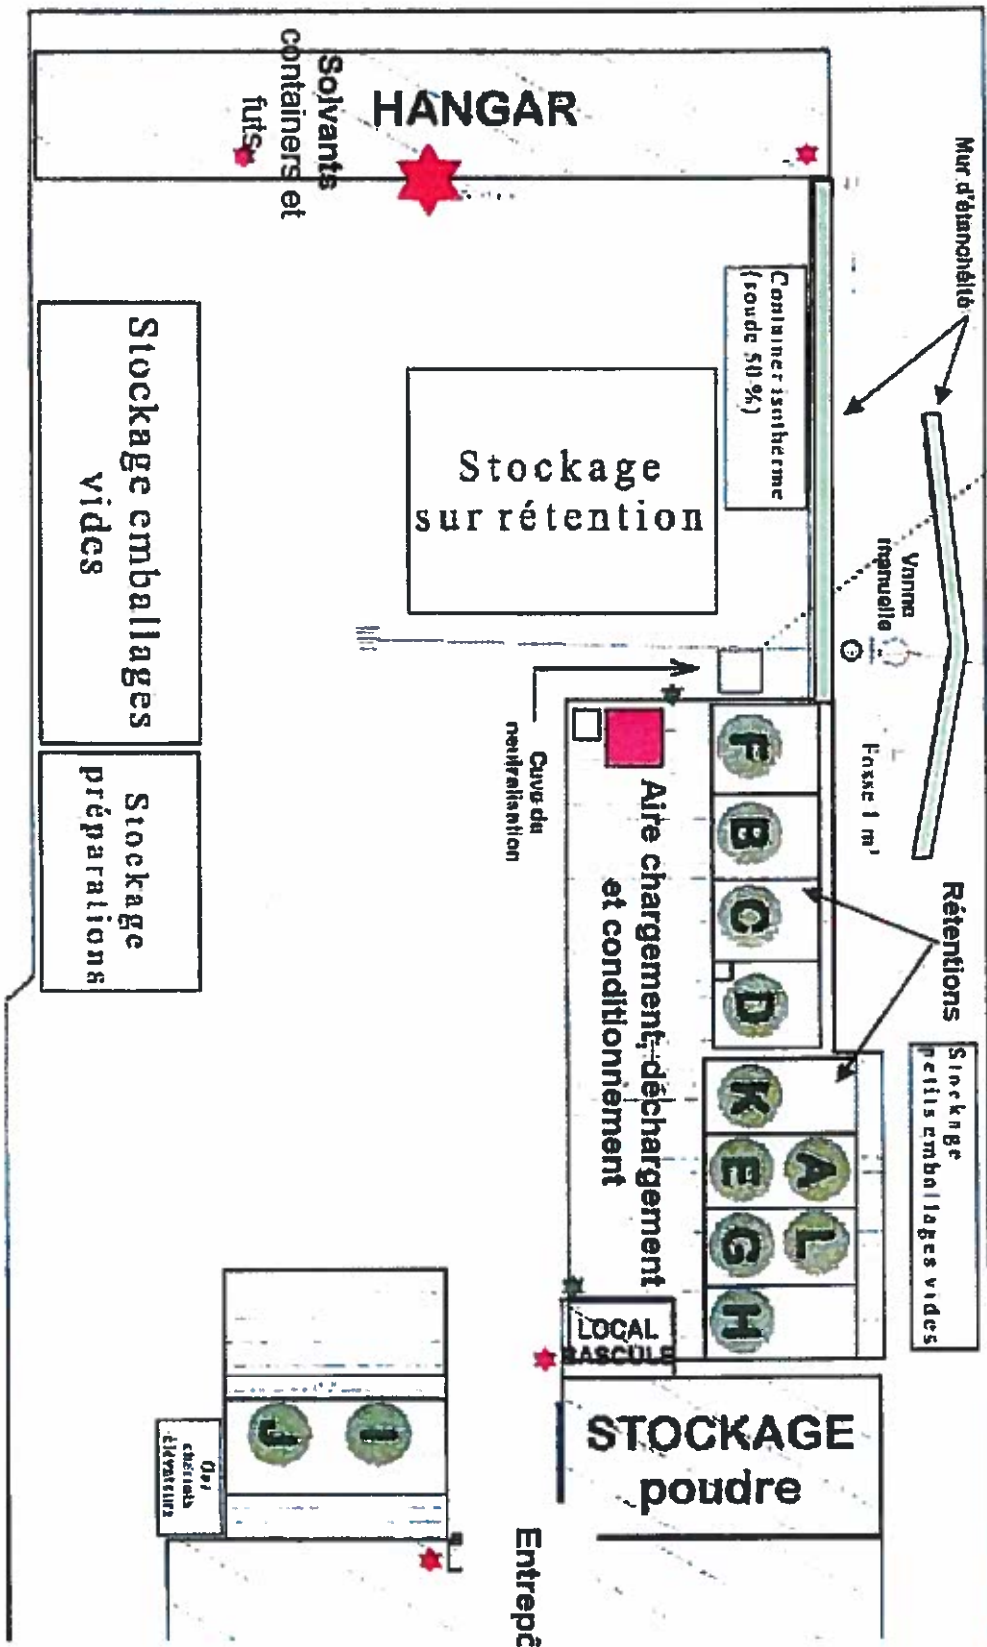 HANGAR
Solvants
containers et
futs
Mur d'étanchéité
Container isotherme
(soude 50 %)
Stockage
sur rétention
Stockage emballages
vides
Stockage
préparations
Vanne
manuelle
Fosse 1 m³
Cuve de
neutralisation
Rétentions
Stockage
petits emballages vides
F
B
C
D
K
E
A
G
L
H
Aire chargement, déchargement
et conditionnement
LOCAL
BASCULE
STOCKAGE
poudre
J
I
chariots
élévateurs
Entrepô